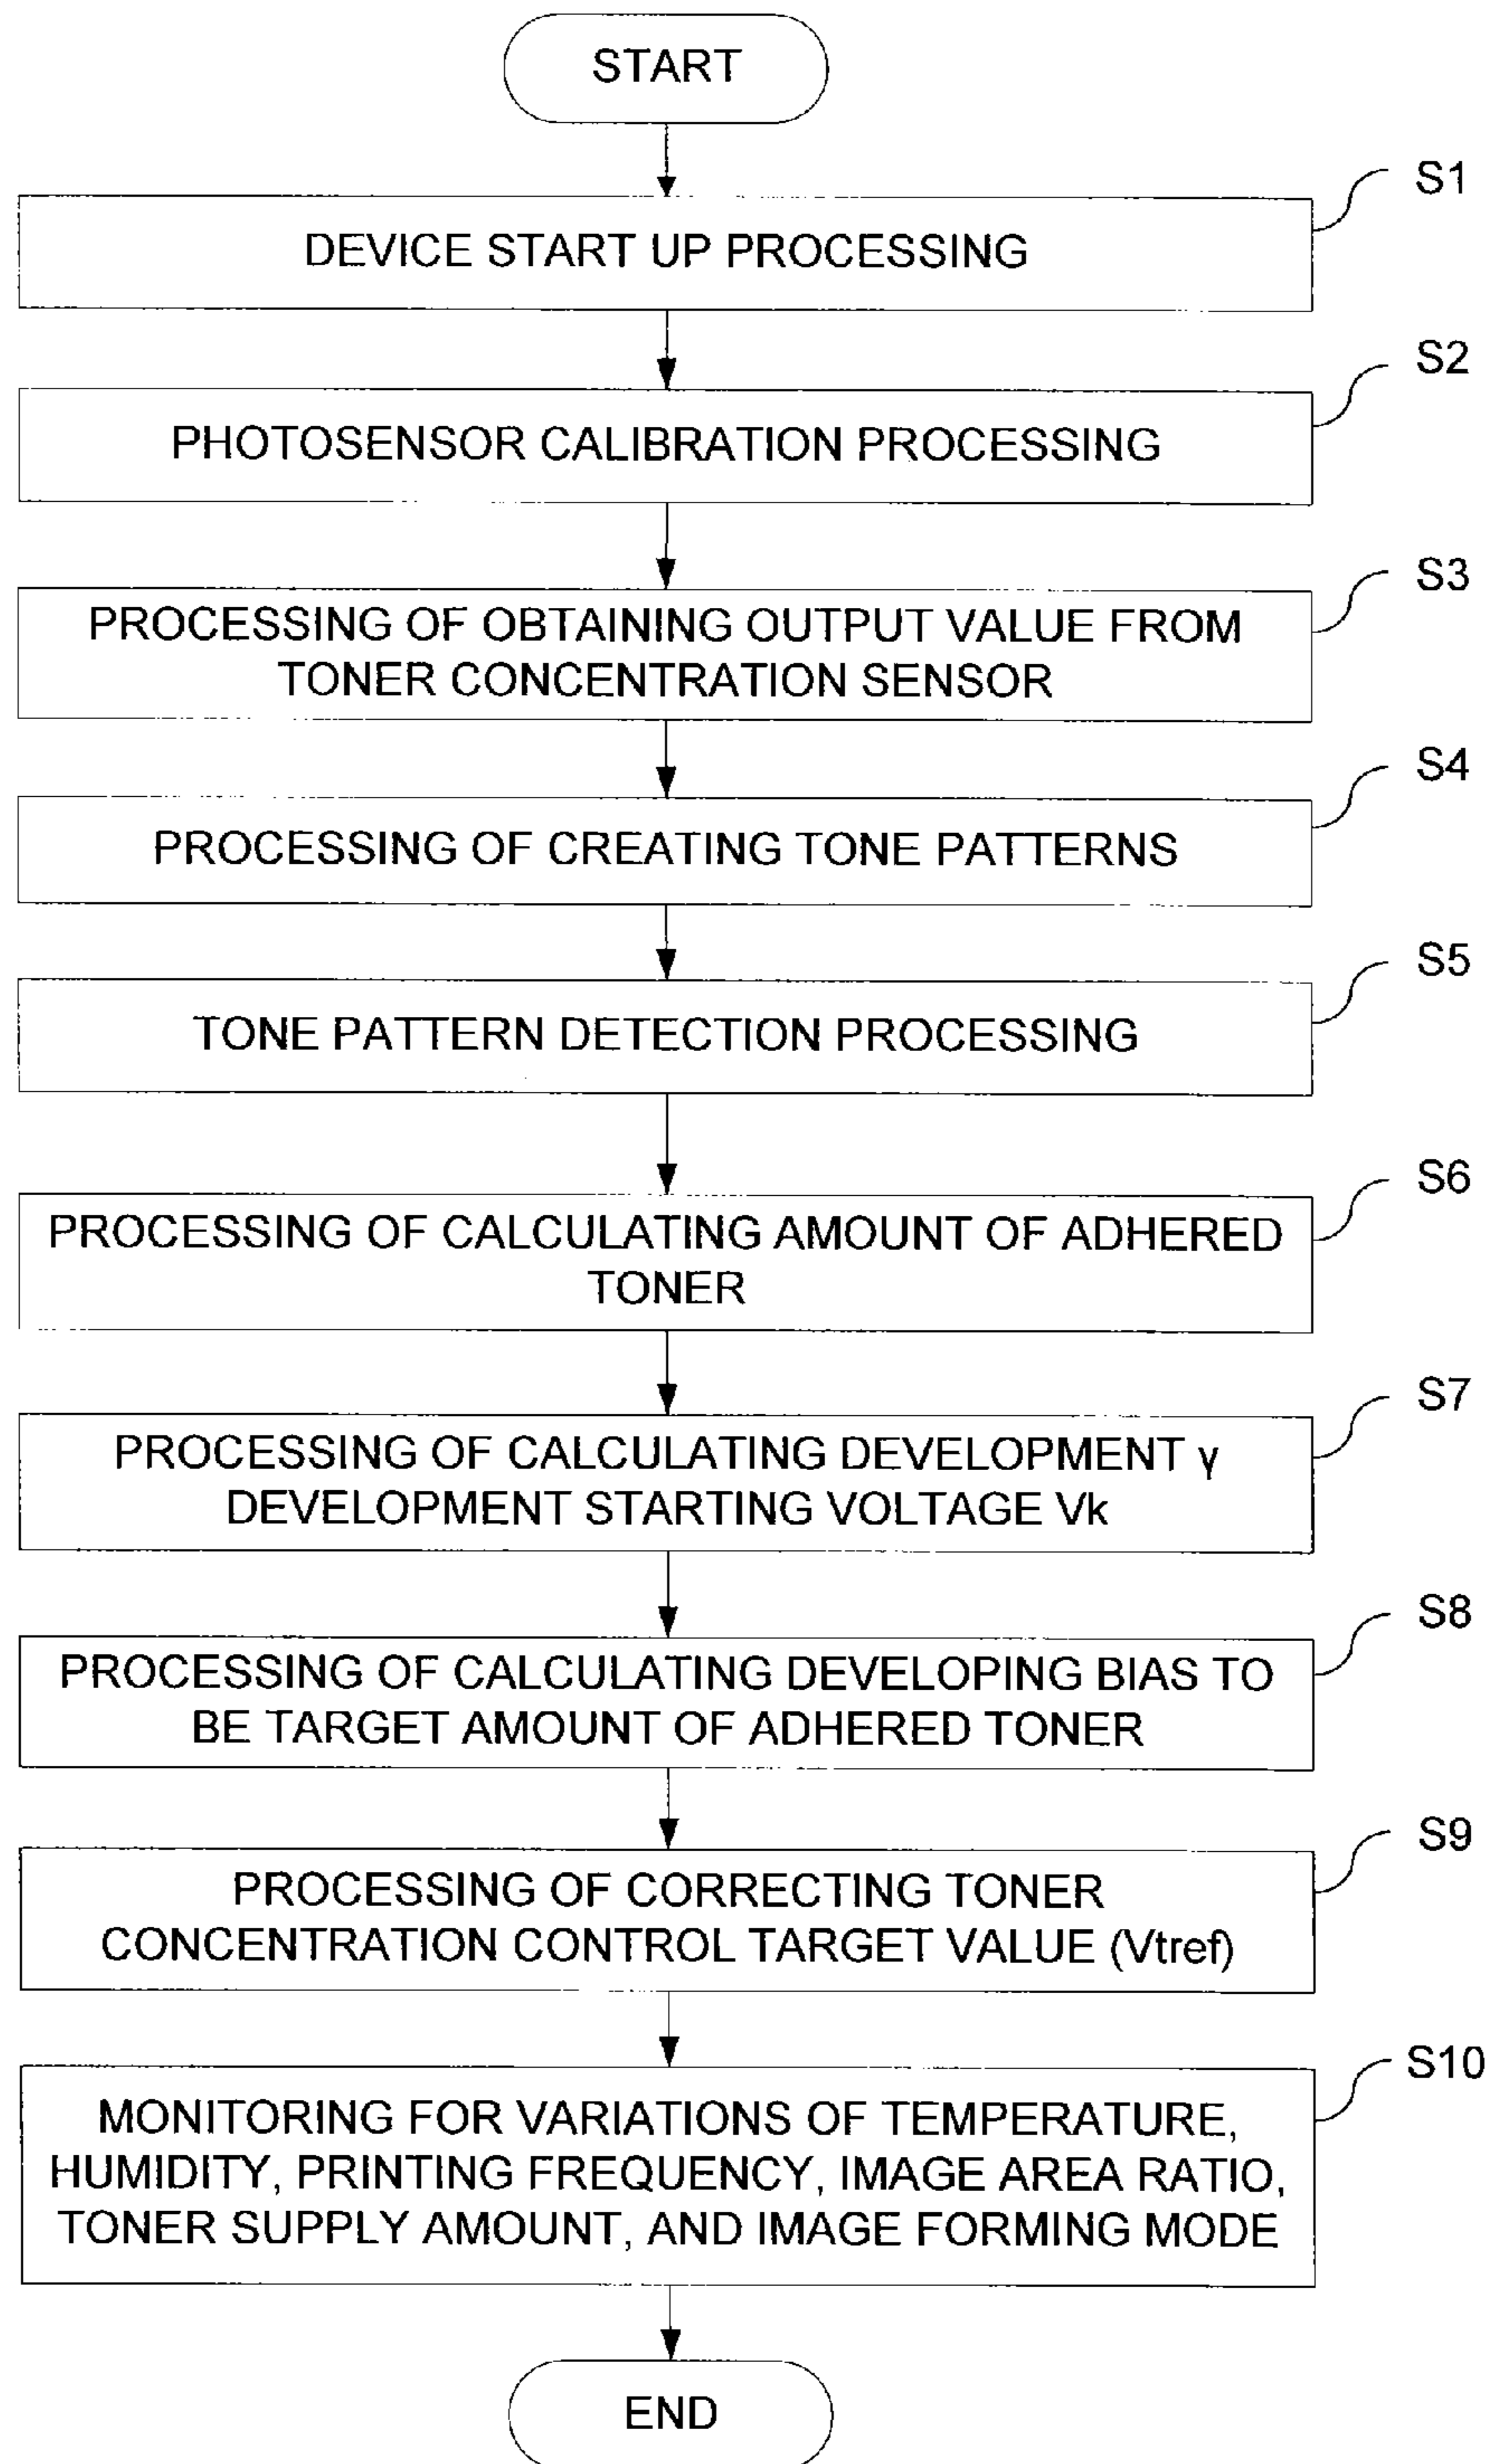 START
S1
DEVICE START UP PROCESSING
S2
PHOTOSENSOR CALIBRATION PROCESSING
S3
PROCESSING OF OBTAINING OUTPUT VALUE FROM
TONER CONCENTRATION SENSOR
S4
PROCESSING OF CREATING TONE PATTERNS
S5
TONE PATTERN DETECTION PROCESSING
S6
PROCESSING OF CALCULATING AMOUNT OF ADHERED
TONER
S7
PROCESSING OF CALCULATING DEVELOPMENT γ
DEVELOPMENT STARTING VOLTAGE Vk
S8
PROCESSING OF CALCULATING DEVELOPING BIAS TO
BE TARGET AMOUNT OF ADHERED TONER
S9
PROCESSING OF CORRECTING TONER
CONCENTRATION CONTROL TARGET VALUE (Vtref)
S10
MONITORING FOR VARIATIONS OF TEMPERATURE,
HUMIDITY, PRINTING FREQUENCY, IMAGE AREA RATIO,
TONER SUPPLY AMOUNT, AND IMAGE FORMING MODE
END